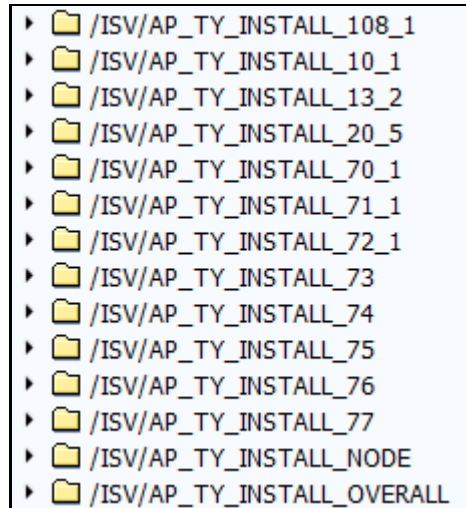 /ISV/AP_TY_INSTALL_108_1
/ISV/AP_TY_INSTALL_10_1
/ISV/AP_TY_INSTALL_13_2
/ISV/AP_TY_INSTALL_20_5
/ISV/AP_TY_INSTALL_70_1
/ISV/AP_TY_INSTALL_71_1
/ISV/AP_TY_INSTALL_72_1
/ISV/AP_TY_INSTALL_73
/ISV/AP_TY_INSTALL_74
/ISV/AP_TY_INSTALL_75
/ISV/AP_TY_INSTALL_76
/ISV/AP_TY_INSTALL_77
/ISV/AP_TY_INSTALL_NODE
/ISV/AP_TY_INSTALL_OVERALL